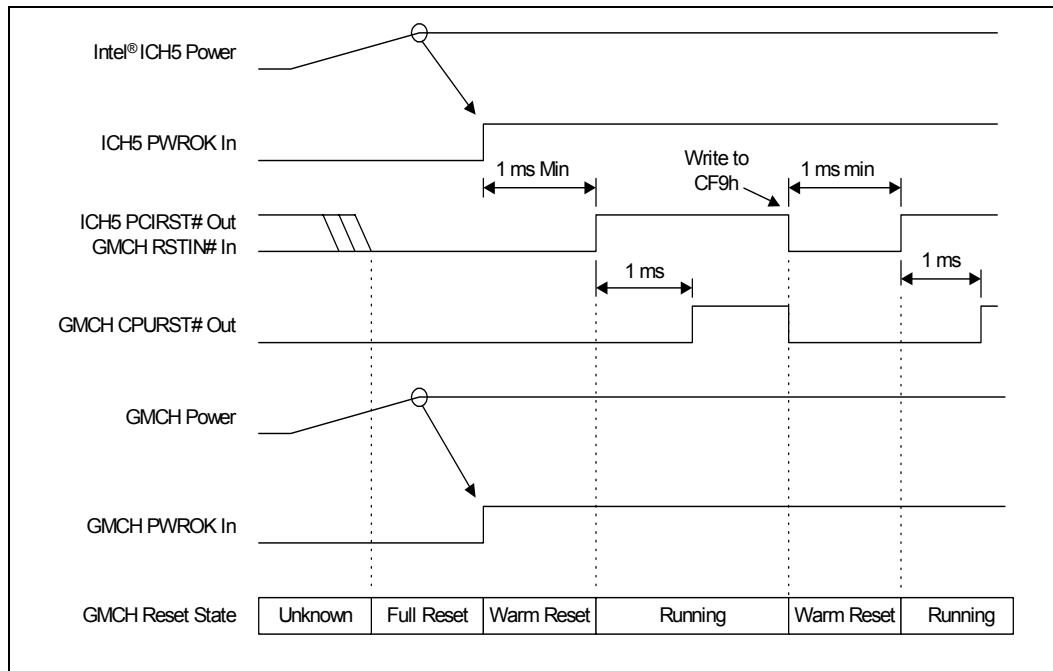 Intel® ICH5 Power
ICH5 PWROK In
1 ms Min
Write to
CF9h
1 ms min
ICH5 PCIRST# Out
GMCH RSTIN# In
1 ms
1 ms
GMCH CPURST# Out
GMCH Power
GMCH PWROK In
GMCH Reset State
Unknown
Full Reset
Warm Reset
Running
Warm Reset
Running